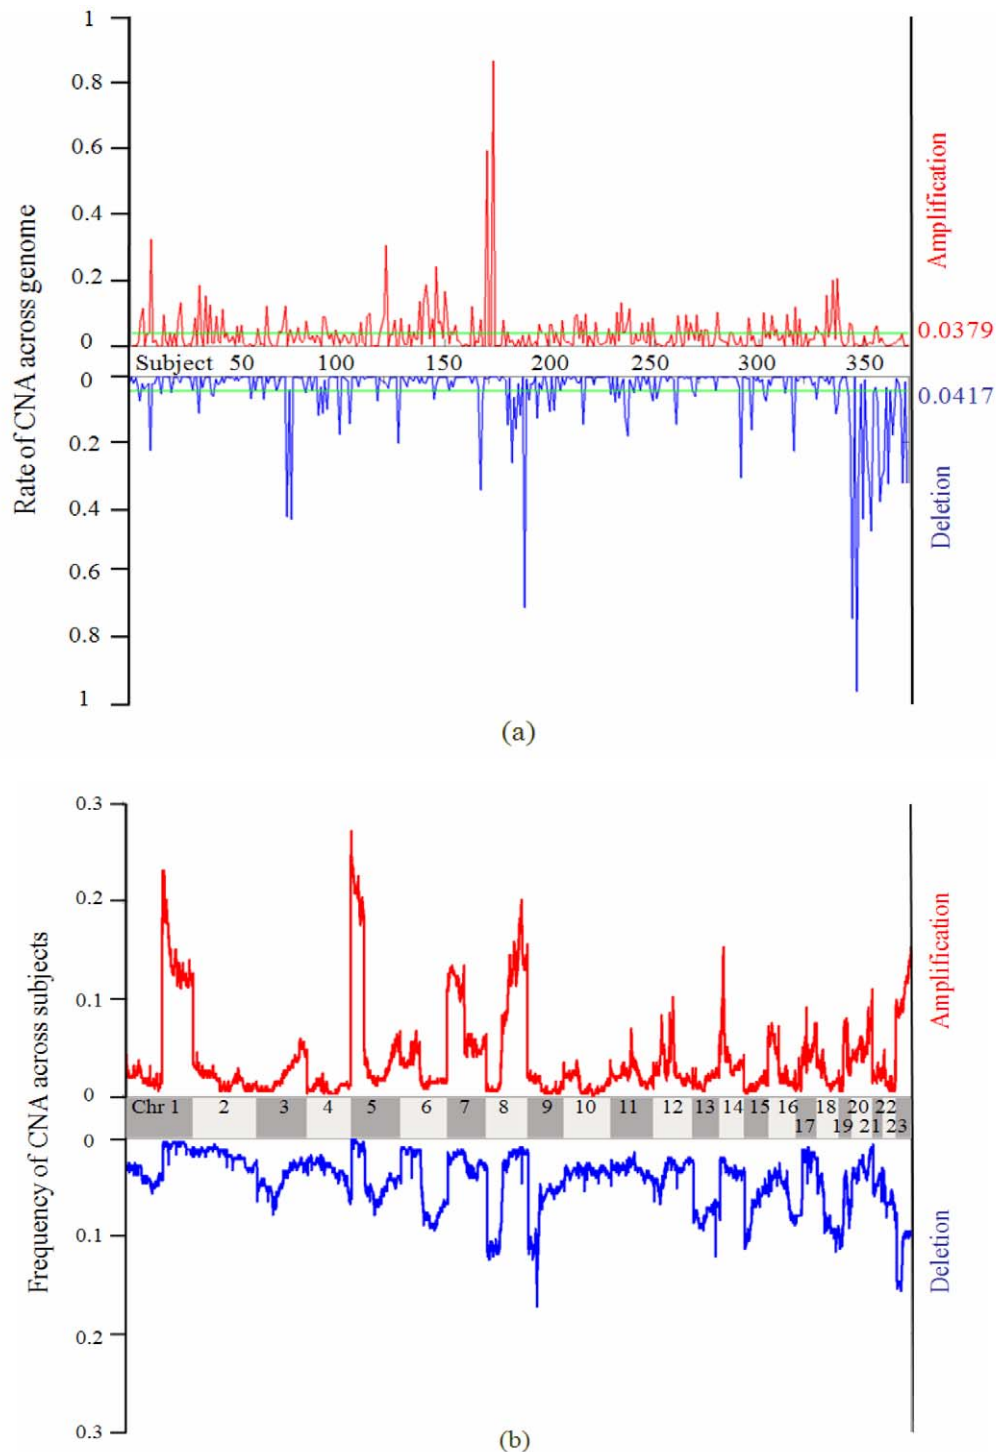 1
0.8
0.6
0.4
0.2
0
Rate of CNA across genome
Amplification
0.0379
Subject 50 100 150 200 250 300 350
0
0.0417
0.2
0.4
0.6
0.8
1
Deletion
(a)
0.3
0.2
0.1
0
Frequency of CNA across subjects
Amplification
Chr 1 2 3 4 5 6 7 8 9 10 11 12 13 14 15 16 18 20 22
17 19 21 23
0
0.1
0.2
0.3
Deletion
(b)